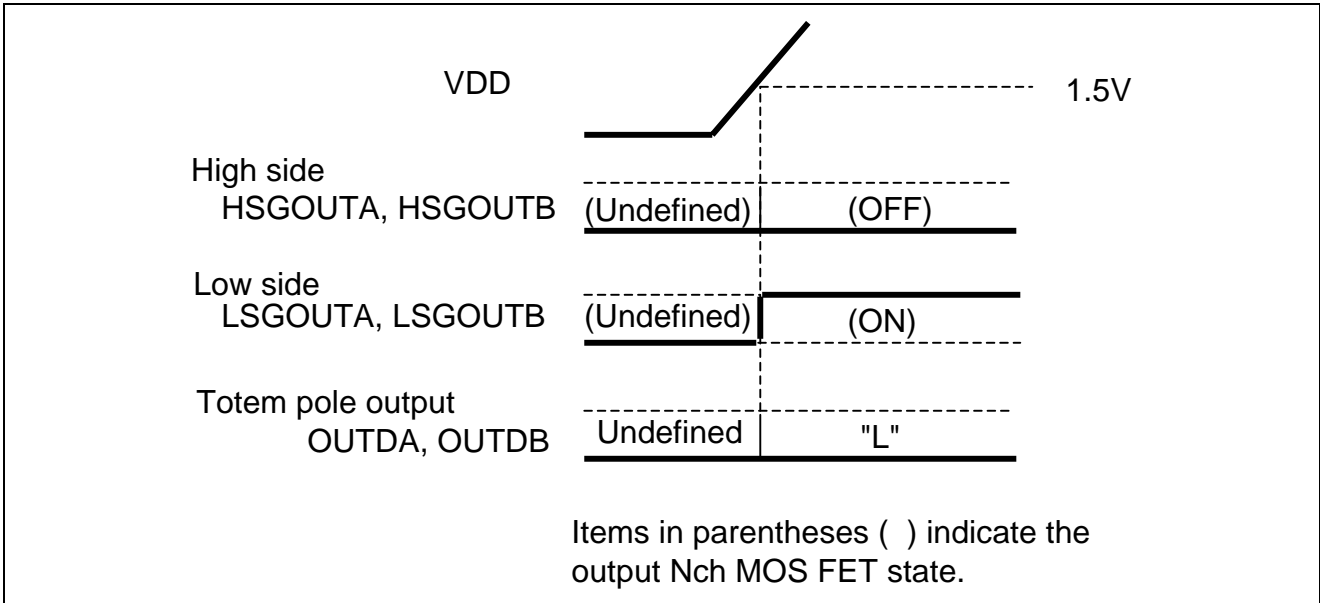 VDD
1.5V
High side
HSGOUTA, HSGOUTB
(Undefined)
(OFF)
Low side
LSGOUTA, LSGOUTB
(Undefined)
(ON)
Totem pole output
OUTDA, OUTDB
Undefined
"L"
Items in parentheses ( ) indicate the
output Nch MOS FET state.